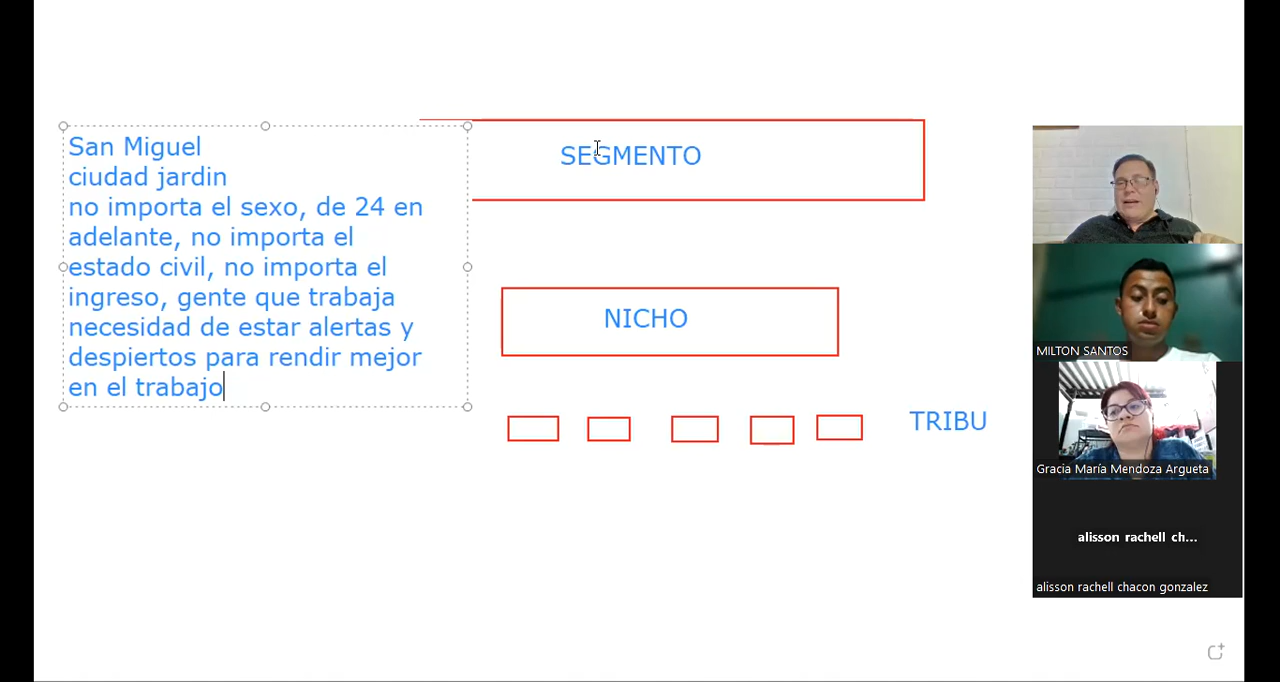 San Miguel
ciudad jardin
no importa el sexo, de 24 en
adelante, no importa el
estado civil, no importa el
ingreso, gente que trabaja
necesidad de estar alertas y
despiertos para rendir mejor
en el trabajo
SEGMENTO
NICHO
TRIBU
MILTON SANTOS
Gracia María Mendoza Argueta
alisson rachell ch...
alisson rachell chacon gonzalez